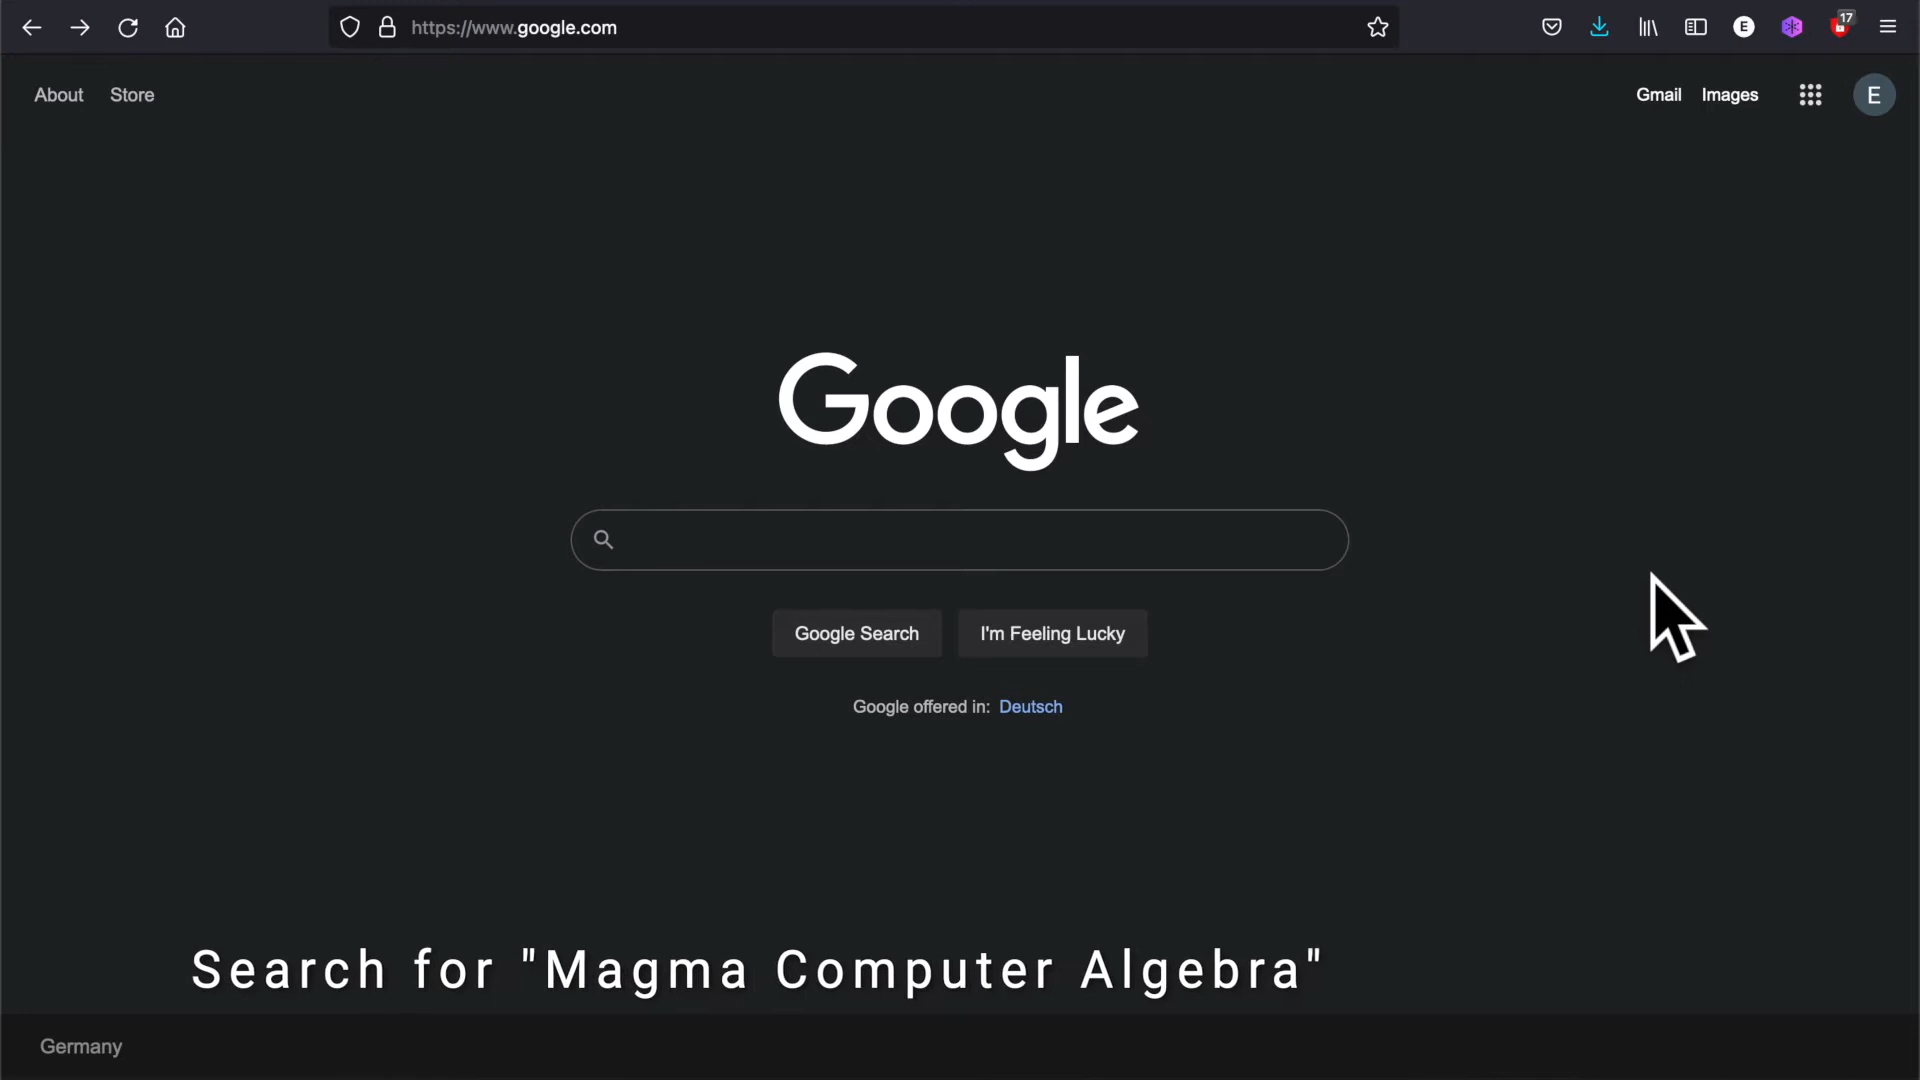 https://www.google.com
E
17
About
Store
Gmail
Images
E
Google
Google Search
I'm Feeling Lucky
Google offered in: Deutsch
Search for "Magma Computer Algebra"
Germany